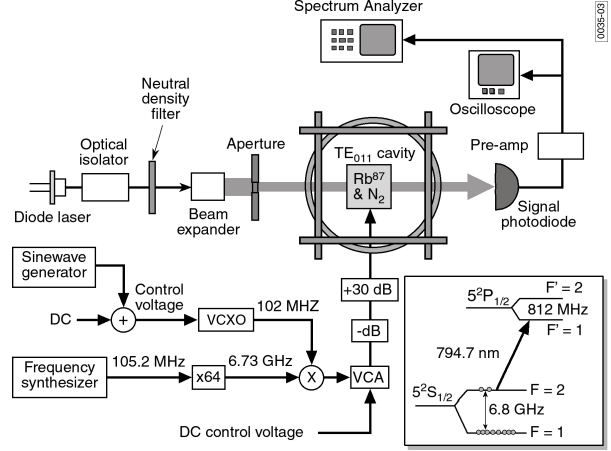 Spectrum Analyzer
0035-03
Neutral
density
filter
Oscilloscope
Optical
isolator
Aperture
TE011 cavity
Pre-amp
Rb87
& N2
Diode laser
Beam
expander
Signal
photodiode
Sinewave
generator
Control
voltage
102 MHZ
+30 dB
DC
+
VCXO
-dB
Frequency
synthesizer
105.2 MHz
x64
6.73 GHz
X
VCA
DC control voltage
5²P1/2
F' = 2
812 MHz
F' = 1
794.7 nm
5²S1/2
F = 2
6.8 GHz
F = 1